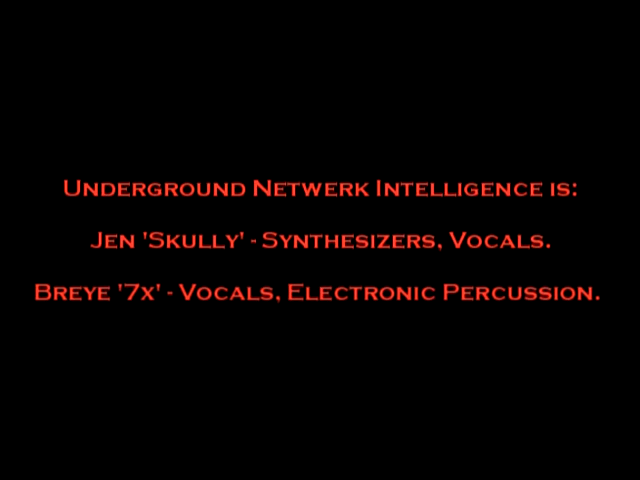 Underground Netwerk Intelligence is:
Jen 'Skully' - Synthesizers, Vocals.
Breye '7x' - Vocals, Electronic Percussion.